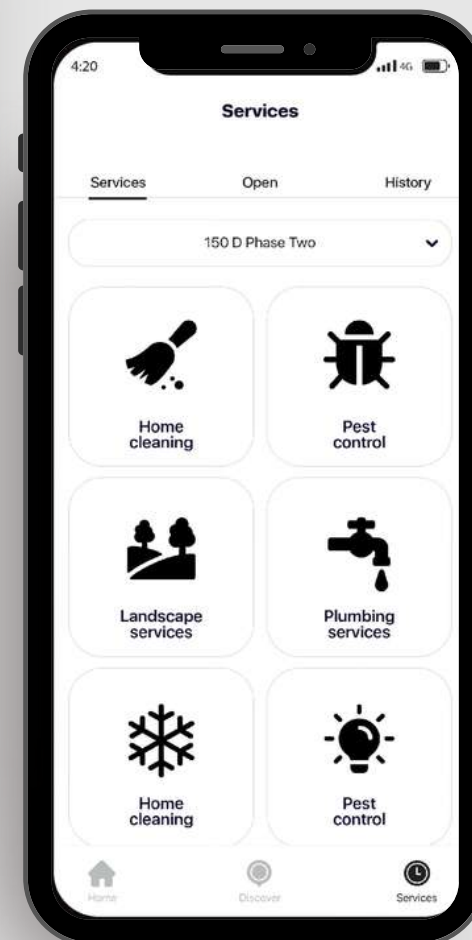 4:20
4G
Services
Services Open History
150 D Phase Two
Home
cleaning
Pest
control
Landscape
services
Plumbing
services
Home
cleaning
Pest
control
Home Discover Services